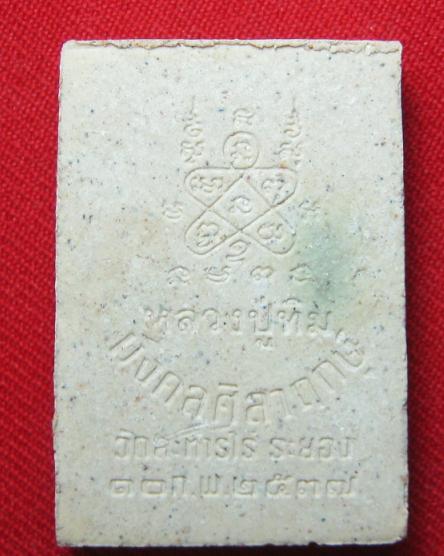 หลวงปู่ทิม
มงคลศิลาฤกษ์
วัดละหารไร่ ระยอง
๑๐ ก.พ. ๒๕๓๗